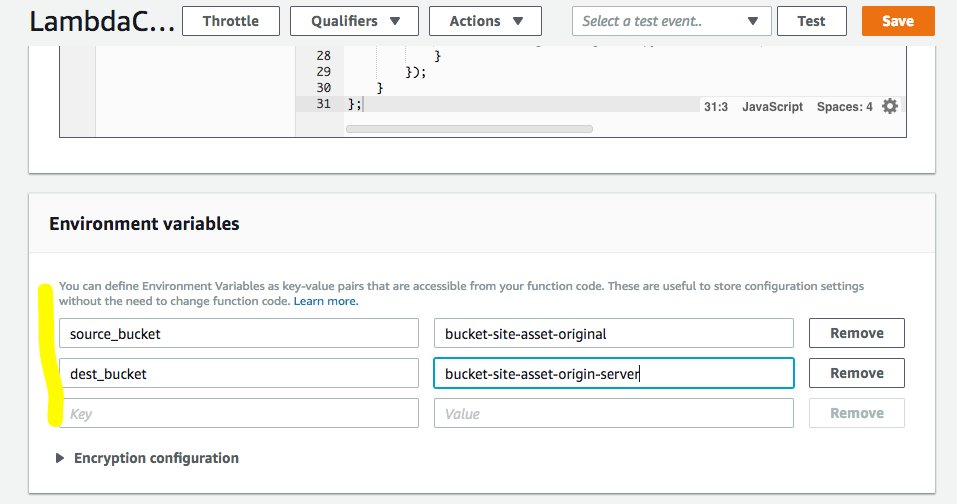 LambdaC...
Throttle
Qualifiers
Actions
Select a test event..
Test
Save
28 }
29 });
30 }
31 };
31:3 JavaScript Spaces: 4
Environment variables
You can define Environment Variables as key-value pairs that are accessible from your function code. These are useful to store configuration settings
without the need to change function code. Learn more.
source_bucket bucket-site-asset-original Remove
dest_bucket bucket-site-asset-origin-server Remove
Key Value Remove
Encryption configuration